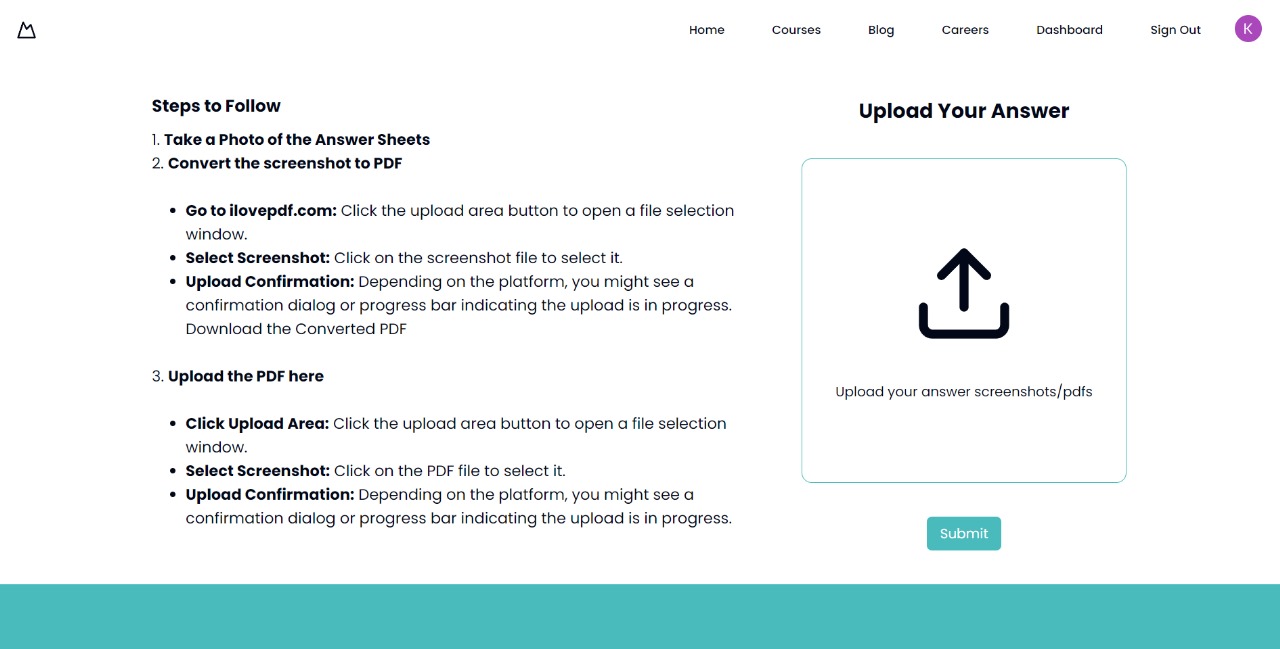 Home Courses Blog Careers Dashboard Sign Out K
Steps to Follow
1. Take a Photo of the Answer Sheets
2. Convert the screenshot to PDF
• Go to ilovepdf.com: Click the upload area button to open a file selection
window.
• Select Screenshot: Click on the screenshot file to select it.
• Upload Confirmation: Depending on the platform, you might see a
confirmation dialog or progress bar indicating the upload is in progress.
Download the Converted PDF
3. Upload the PDF here
• Click Upload Area: Click the upload area button to open a file selection
window.
• Select Screenshot: Click on the PDF file to select it.
• Upload Confirmation: Depending on the platform, you might see a
confirmation dialog or progress bar indicating the upload is in progress.
Upload Your Answer
Upload your answer screenshots/pdfs
Submit